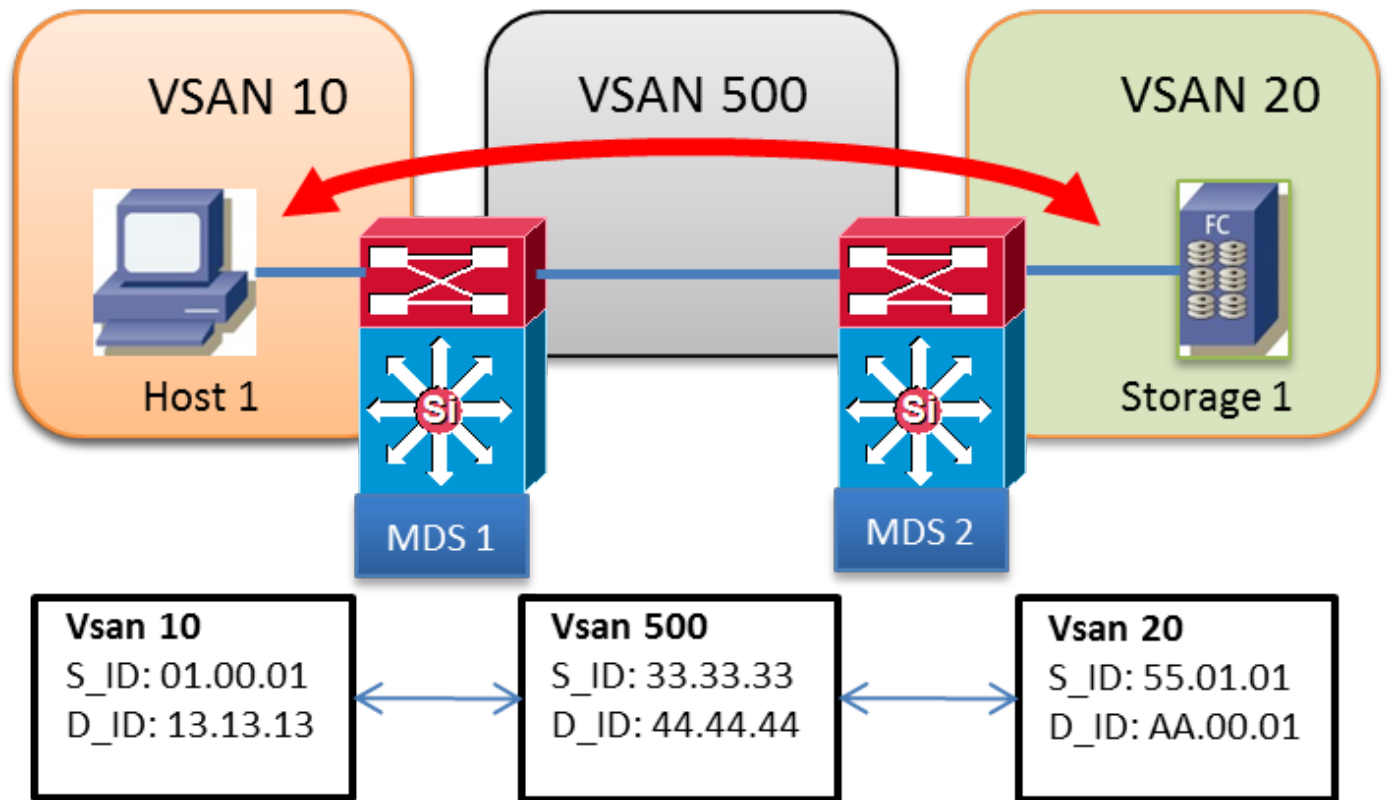 VSAN 10
VSAN 500
VSAN 20
FC
Host 1
Si
Si
Storage 1
MDS 1
MDS 2
Vsan 10
S_ID: 01.00.01
D_ID: 13.13.13
Vsan 500
S_ID: 33.33.33
D_ID: 44.44.44
Vsan 20
S_ID: 55.01.01
D_ID: AA.00.01